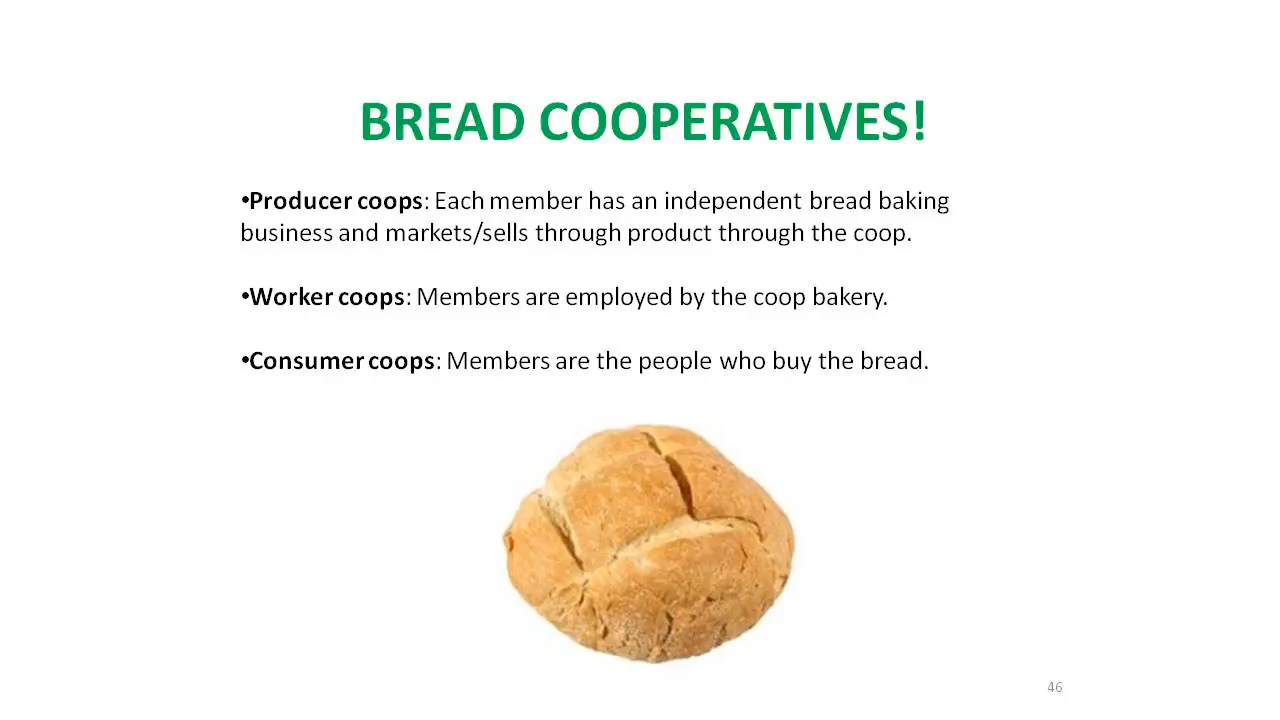 BREAD COOPERATIVES!
•Producer coops: Each member has an independent bread baking
business and markets/sells through product through the coop.
•Worker coops: Members are employed by the coop bakery.
•Consumer coops: Members are the people who buy the bread.
46